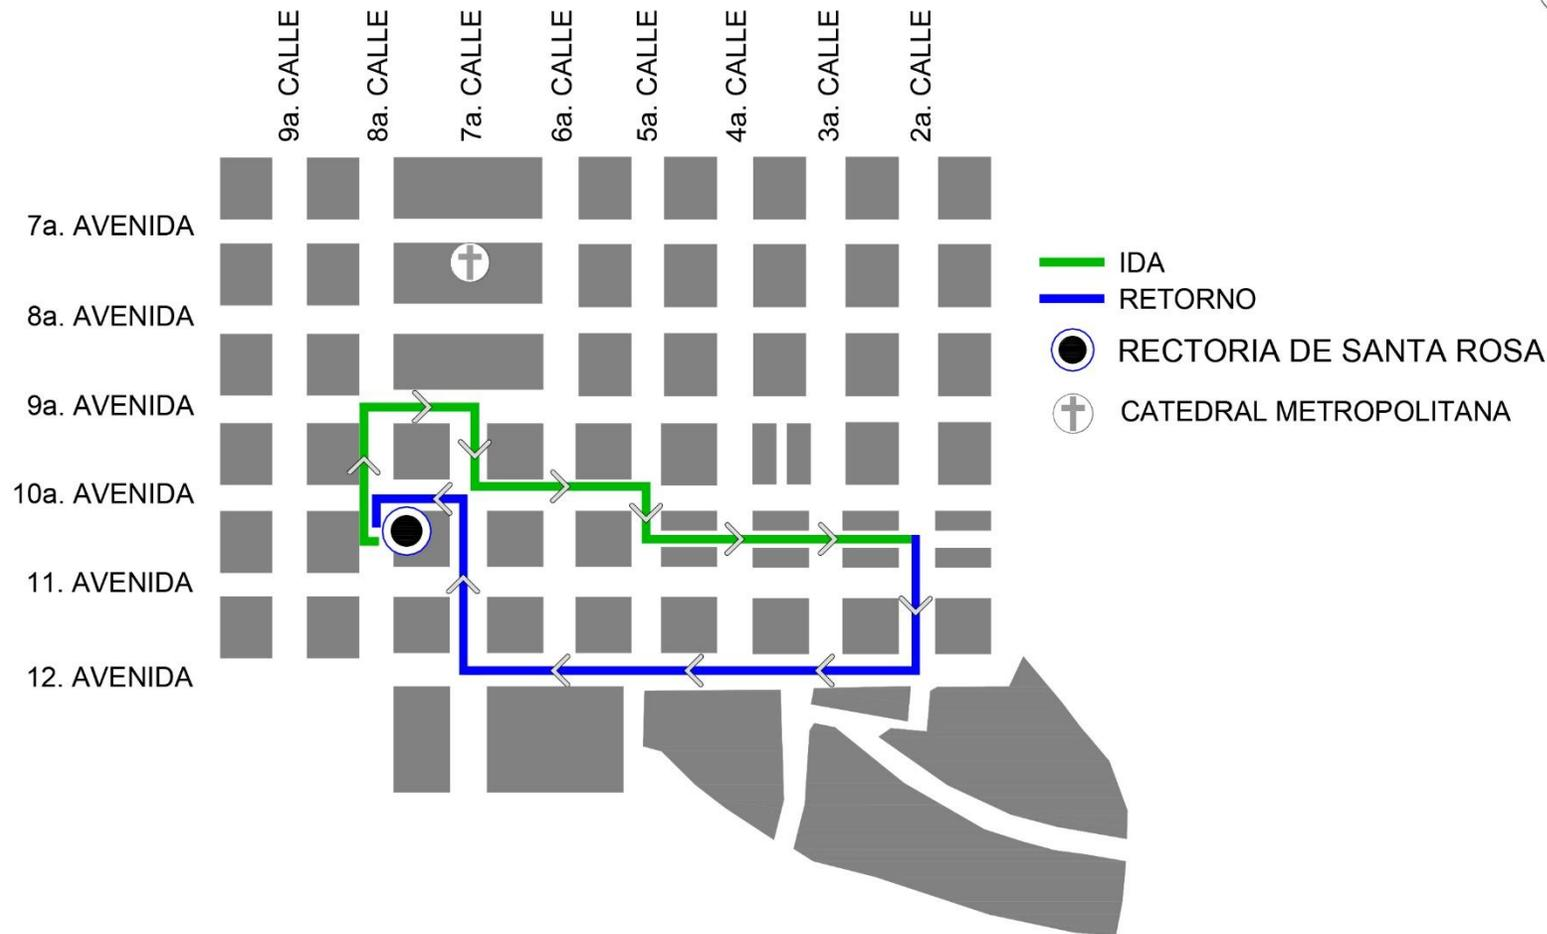 9a. CALLE
8a. CALLE
7a. CALLE
6a. CALLE
5a. CALLE
4a. CALLE
3a. CALLE
2a. CALLE
7a. AVENIDA
8a. AVENIDA
9a. AVENIDA
10a. AVENIDA
11. AVENIDA
12. AVENIDA
IDA
RETORNO
RECTORIA DE SANTA ROSA
CATEDRAL METROPOLITANA